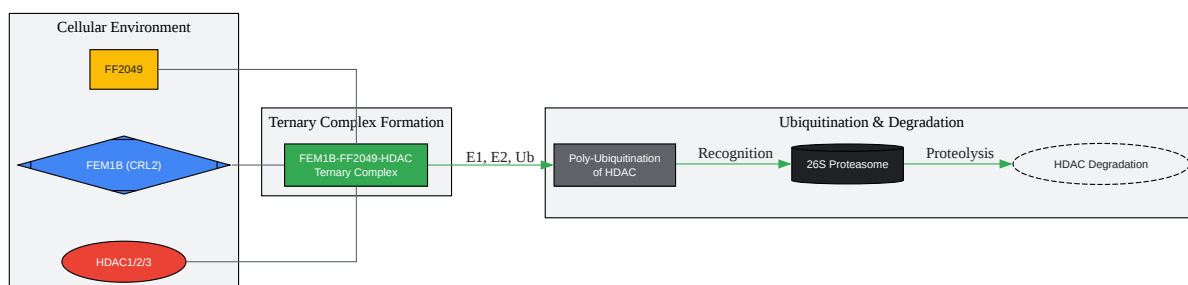 Cellular Environment
FF2049
FEM1B (CRL2)
HDAC1/2/3
Ternary Complex Formation
FEM1B-FF2049-HDAC
Ternary Complex
E1, E2, Ub
Ubiquitination & Degradation
Poly-Ubiquitination
of HDAC
Recognition
26S Proteasome
Proteolysis
HDAC Degradation